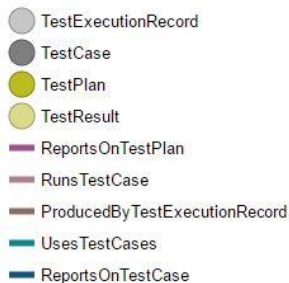 TestExecutionRecord
TestCase
TestPlan
TestResult
ReportsOnTestPlan
RunsTestCase
ProducedByTestExecutionRecord
UsesTestCases
ReportsOnTestCase